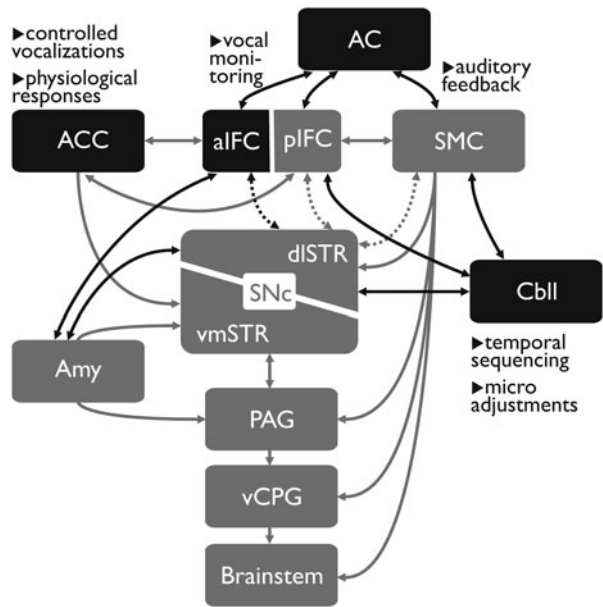 ▶controlled
vocalizations
▶physiological
responses
▶vocal
moni-
toring
AC
▶auditory
feedback
ACC
aIFC
pIFC
SMC
dlSTR
SNc
vmSTR
Cbll
▶temporal
sequencing
▶micro
adjustments
Amy
PAG
vCPG
Brainstem